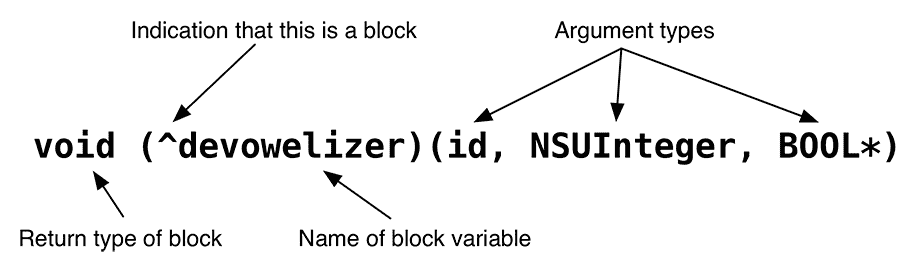 Indication that this is a block
Argument types
void (^devowelizer)(id, NSUInteger, BOOL*)
Return type of block
Name of block variable